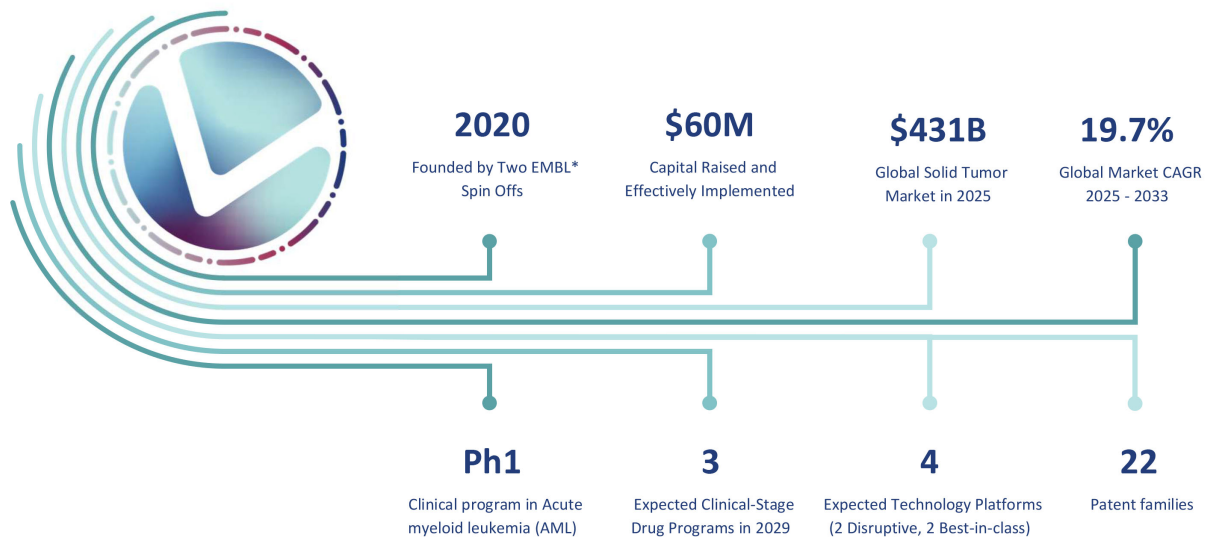 2020
Founded by Two EMBL*
Spin Offs
$60M
Capital Raised and
Effectively Implemented
$431B
Global Solid Tumor
Market in 2025
19.7%
Global Market CAGR
2025 - 2033
Ph1
Clinical program in Acute
myeloid leukemia (AML)
3
Expected Clinical-Stage
Drug Programs in 2029
4
Expected Technology Platforms
(2 Disruptive, 2 Best-in-class)
22
Patent families